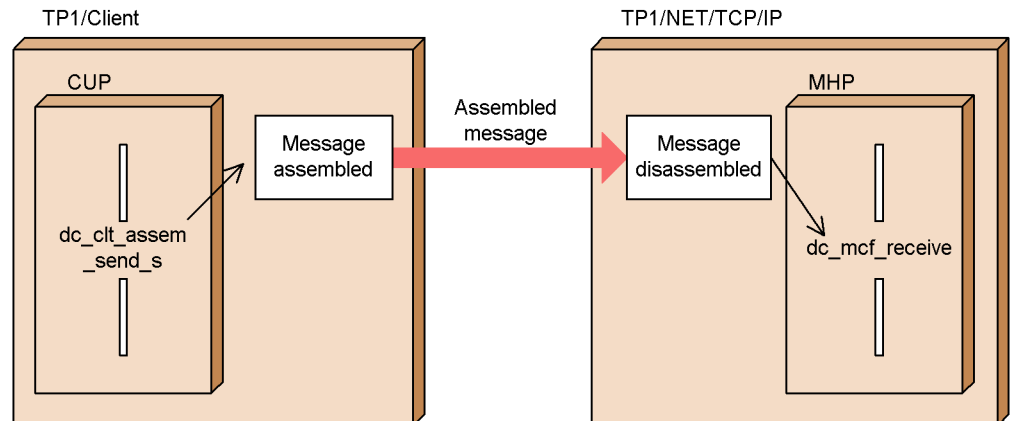 TP1/Client
TP1/NET/TCP/IP
CUP
MHP
Assembled
message
Message
assembled
Message
disassembled
dc_clt_assem
_send_s
dc_mcf_receive